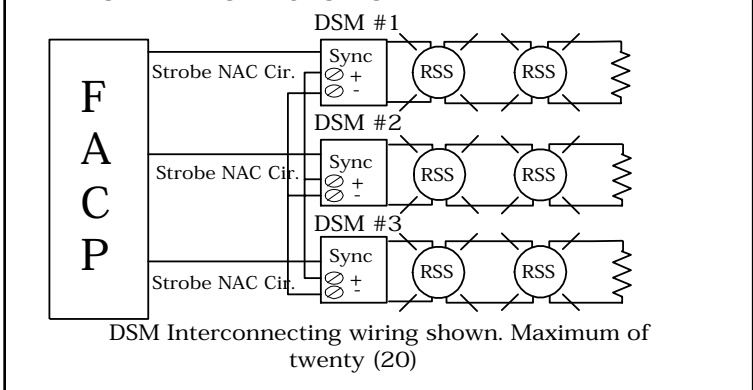 DSM #1
Sync
+
-
Strobe NAC Cir.
RSS
RSS
DSM #2
Sync
+
-
Strobe NAC Cir.
RSS
RSS
DSM #3
Sync
+
-
Strobe NAC Cir.
RSS
RSS
F
A
C
P
DSM Interconnecting wiring shown. Maximum of
twenty (20)